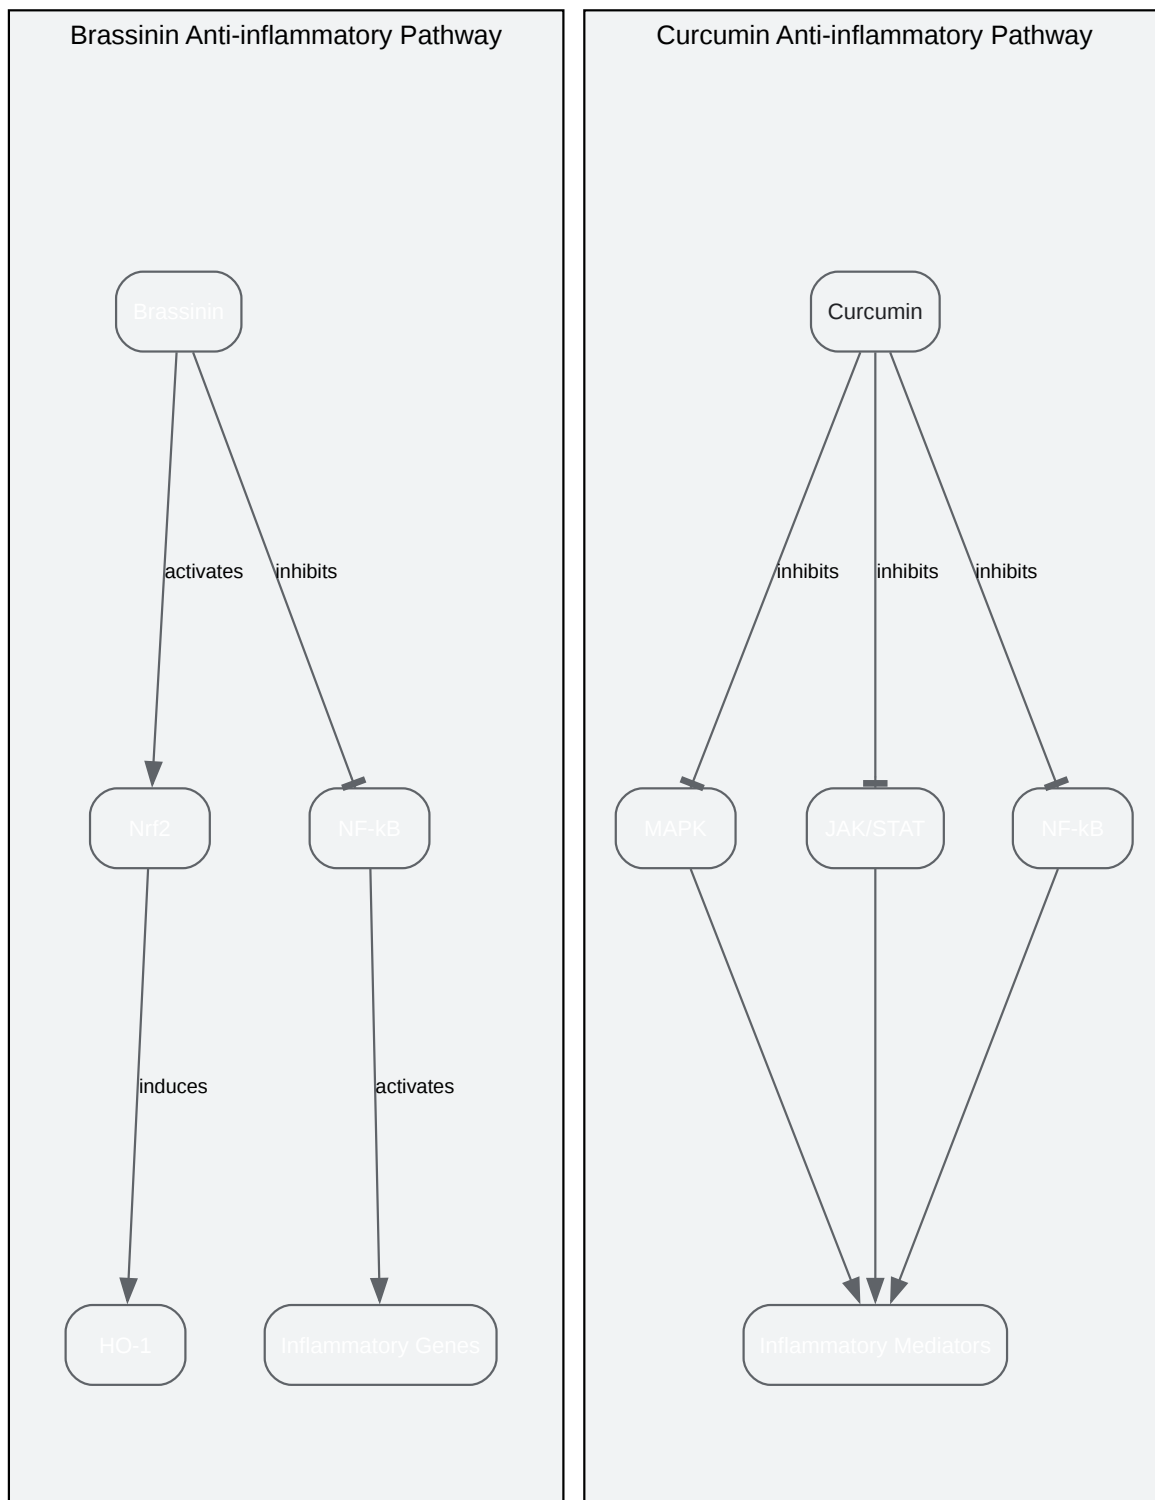 Brassinin Anti-inflammatory Pathway
Brassinin
activates
inhibits
Nrf2
NF-kB
induces
activates
HO-1
Inflammatory Genes
Curcumin Anti-inflammatory Pathway
Curcumin
inhibits
inhibits
inhibits
MAPK
JAK/STAT
NF-kB
Inflammatory Mediators